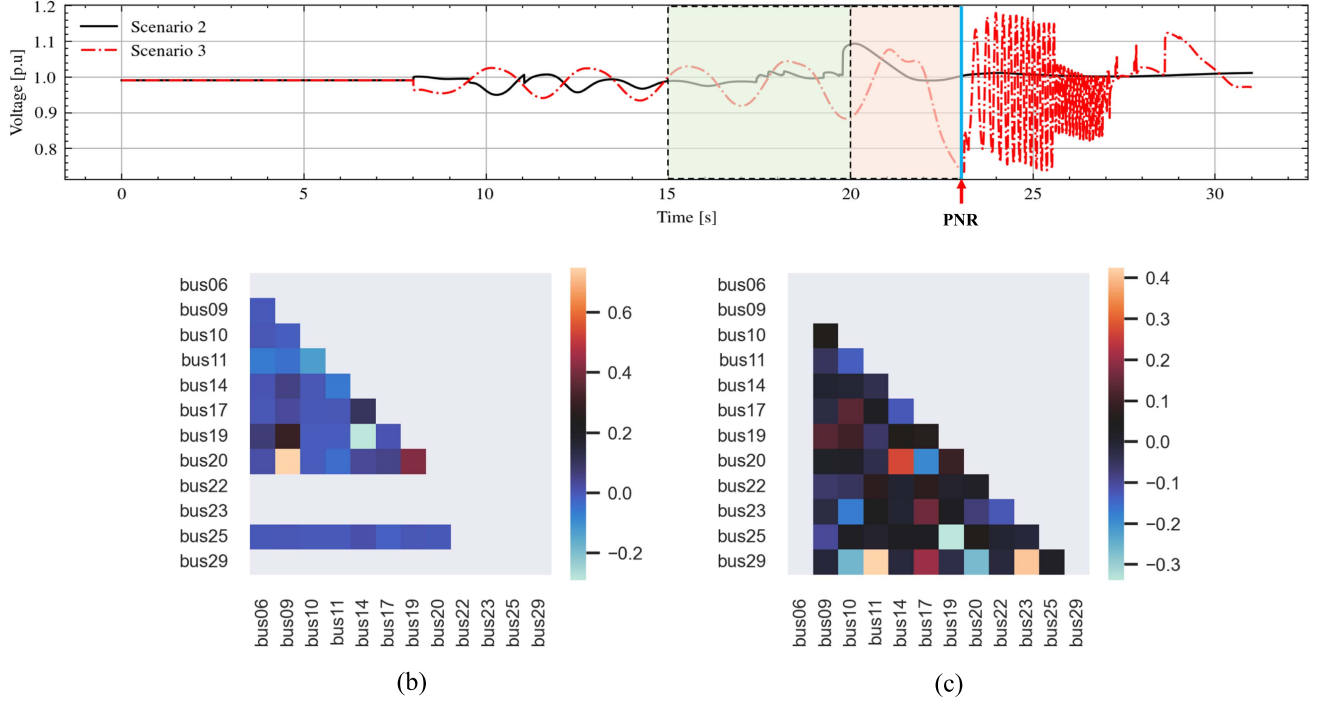 1.2
1.1
1.0
0.9
0.8
Voltage [p.u]
Scenario 2
Scenario 3
0 5 10 15 20 25 30
Time [s]
PNR
bus06
bus09
bus10
bus11
bus14
bus17
bus19
bus20
bus22
bus23
bus25
bus29
bus06 bus09 bus10 bus11 bus14 bus17 bus19 bus20 bus22 bus23 bus25 bus29
0.6
0.4
0.2
0.0
−0.2
(b)
bus06
bus09
bus10
bus11
bus14
bus17
bus19
bus20
bus22
bus23
bus25
bus29
bus06 bus09 bus10 bus11 bus14 bus17 bus19 bus20 bus22 bus23 bus25 bus29
0.4
0.3
0.2
0.1
0.0
−0.1
−0.2
−0.3
(c)